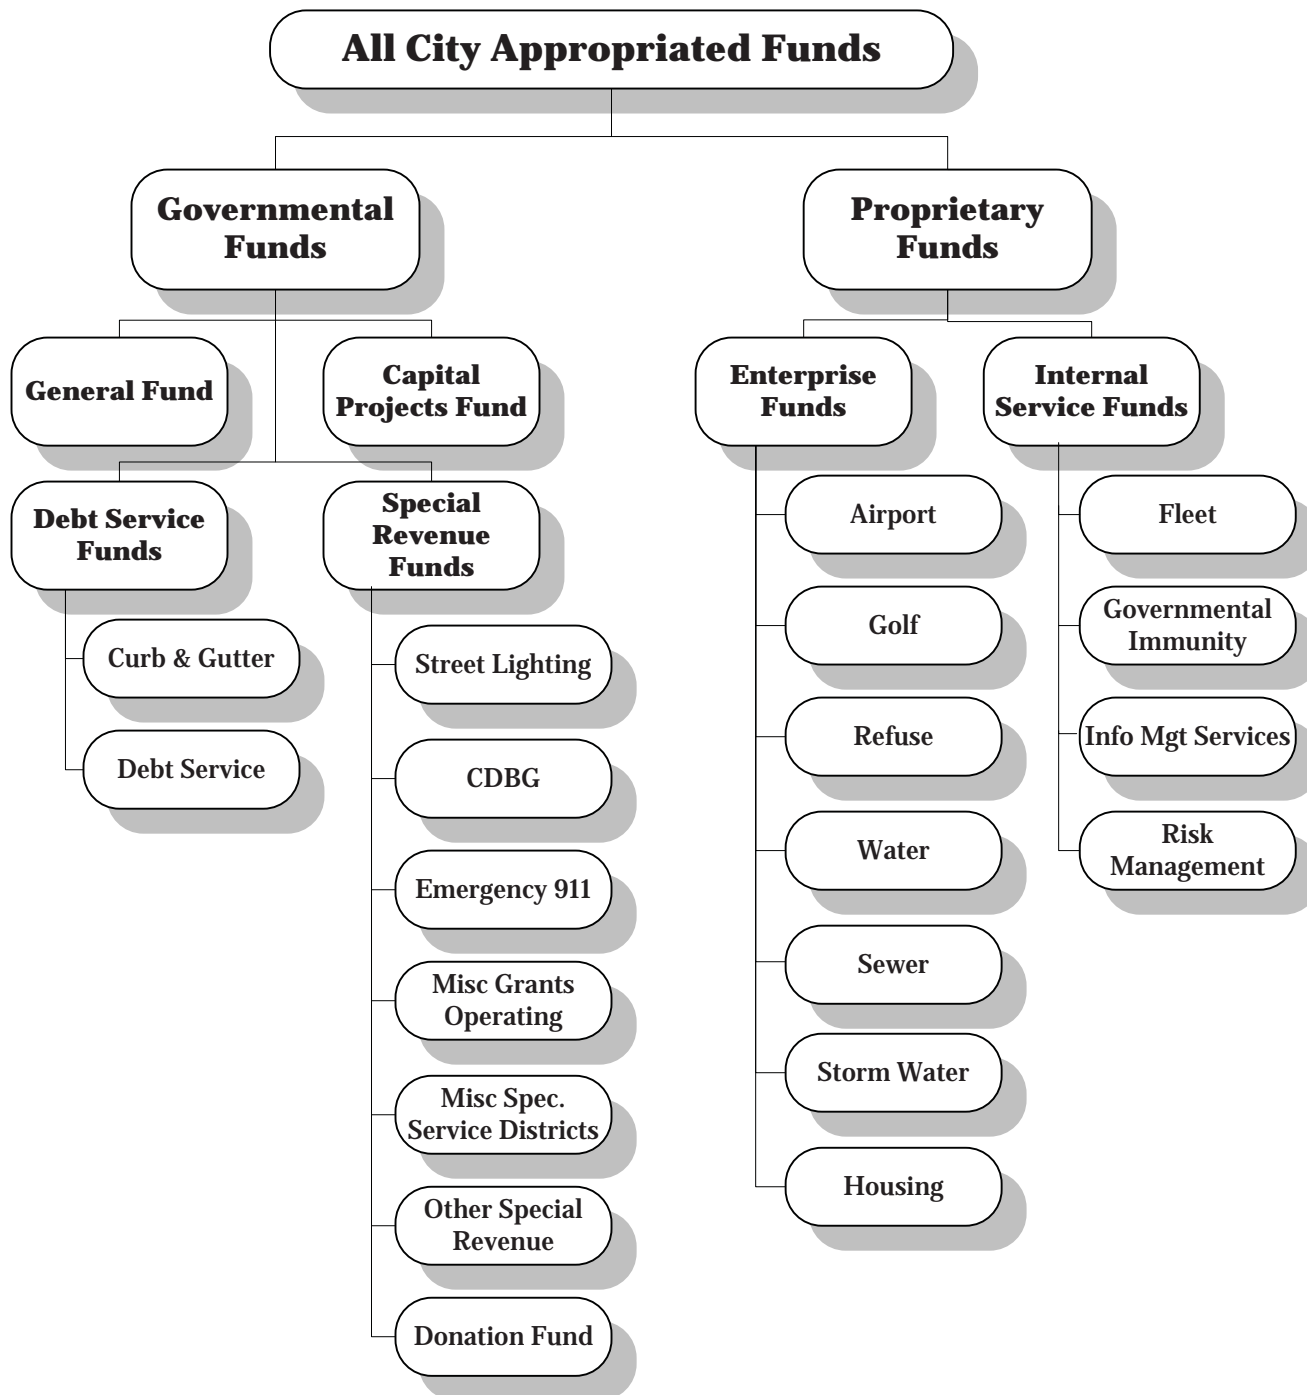 All City Appropriated Funds
Governmental
Funds
Proprietary
Funds
General Fund
Capital
Projects Fund
Debt Service
Funds
Special
Revenue
Funds
Curb & Gutter
Debt Service
Street Lighting
CDBG
Emergency 911
Misc Grants
Operating
Misc Spec.
Service Districts
Other Special
Revenue
Donation Fund
Enterprise
Funds
Airport
Golf
Refuse
Water
Sewer
Storm Water
Housing
Internal
Service Funds
Fleet
Governmental
Immunity
Info Mgt Services
Risk
Management